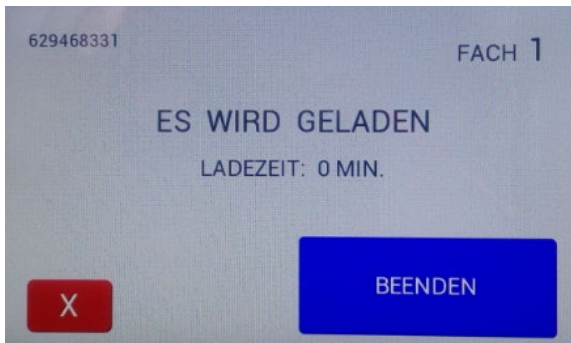 629468331
FACH 1
ES WIRD GELADEN
LADEZEIT: 0 MIN.
BEENDEN
X